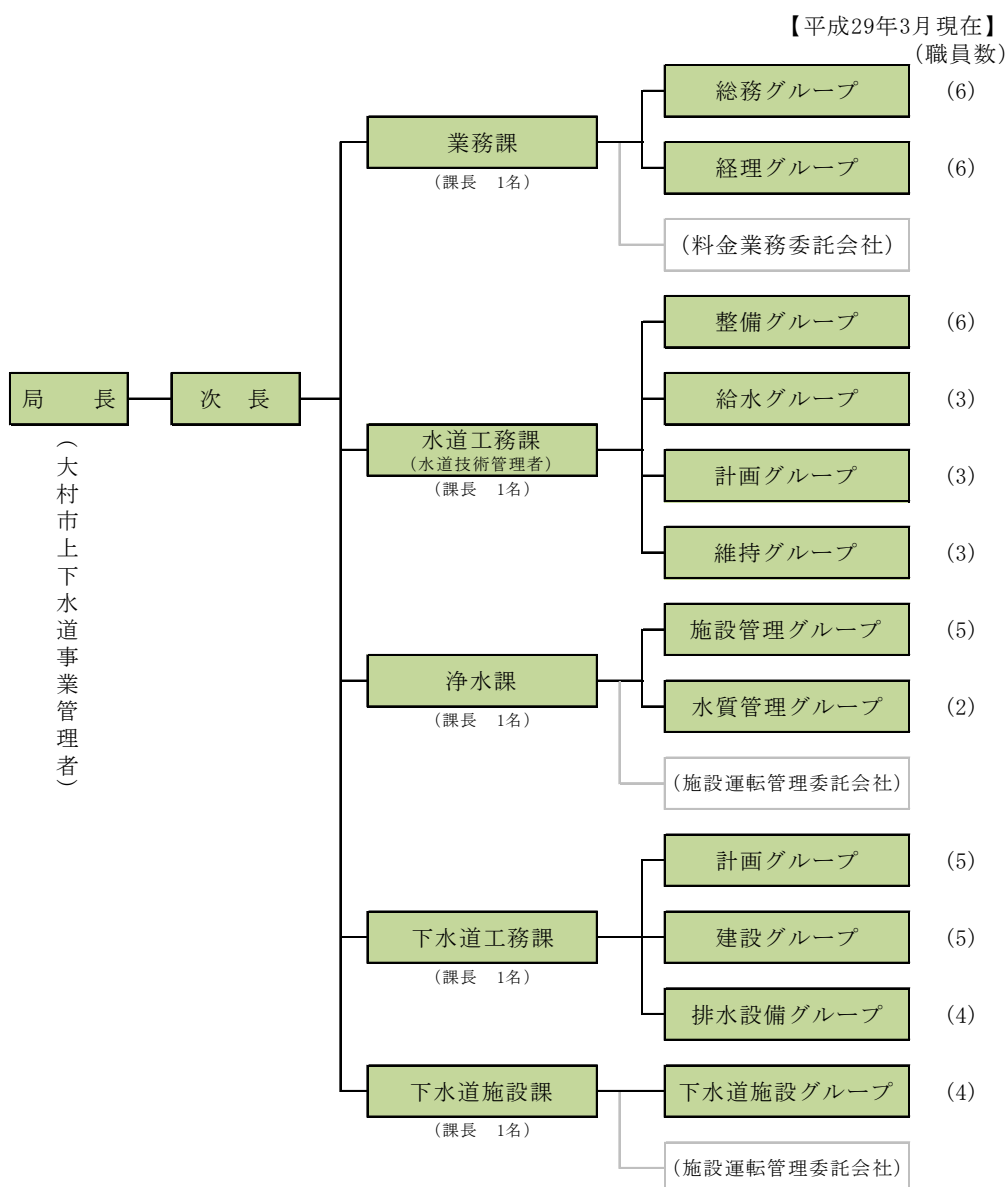 【平成29年3月現在】
(職員数)
総務グループ (6)
業務課
(課長 1名)
経理グループ (6)
(料金業務委託会社)
整備グループ (6)
局 長
次 長
(大村市上下水道事業管理者)
給水グループ (3)
水道工務課
(水道技術管理者)
(課長 1名)
計画グループ (3)
維持グループ (3)
施設管理グループ (5)
浄水課
(課長 1名)
水質管理グループ (2)
(施設運転管理委託会社)
計画グループ (5)
下水道工務課
(課長 1名)
建設グループ (5)
排水設備グループ (4)
下水道施設課
(課長 1名)
下水道施設グループ (4)
(施設運転管理委託会社)